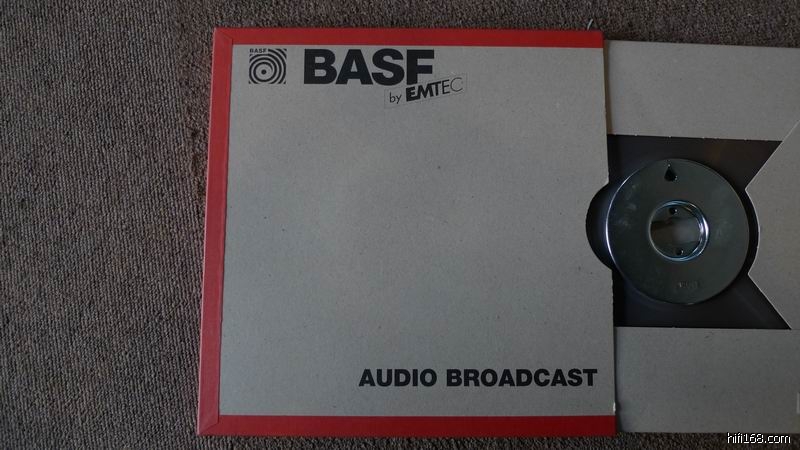 BASF
BASF
by EMTEC
AUDIO BROADCAST
hifi168.com